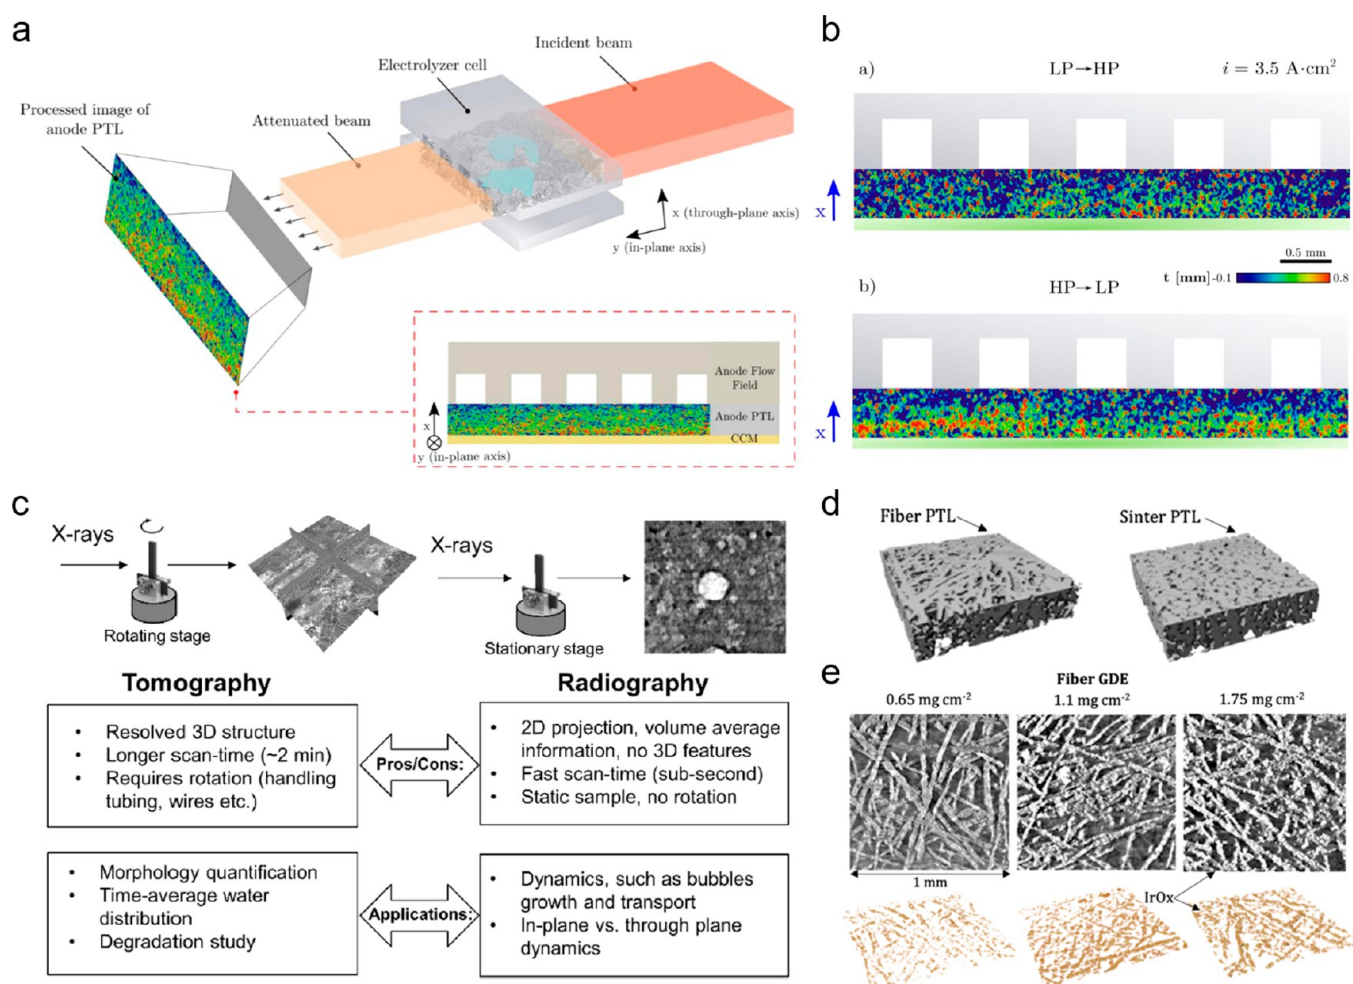 a
Incident beam
Electrolyzer cell
Processed image of
anode PTL
Attenuated beam
x (through-plane axis)
y (in-plane axis)
Anode Flow
Field
Anode PTL
CCM
x
y (in-plane axis)
b
a)
LP→HP
i = 3.5 A·cm²
x
0.5 mm
b)
HP→LP
t [mm] -0.1
0.8
x
c
X-rays
Rotating stage
X-rays
Stationary stage
Tomography
Radiography
• Resolved 3D structure
• Longer scan-time (~2 min)
• Requires rotation (handling
tubing, wires etc.)
Pros/Cons:
• 2D projection, volume average
information, no 3D features
• Fast scan-time (sub-second)
• Static sample, no rotation
• Morphology quantification
• Time-average water
distribution
• Degradation study
Applications:
• Dynamics, such as bubbles
growth and transport
• In-plane vs. through plane
dynamics
d
Fiber PTL
Sinter PTL
e
Fiber GDE
0.65 mg cm⁻²
1.1 mg cm⁻²
1.75 mg cm⁻²
1 mm
IrOx